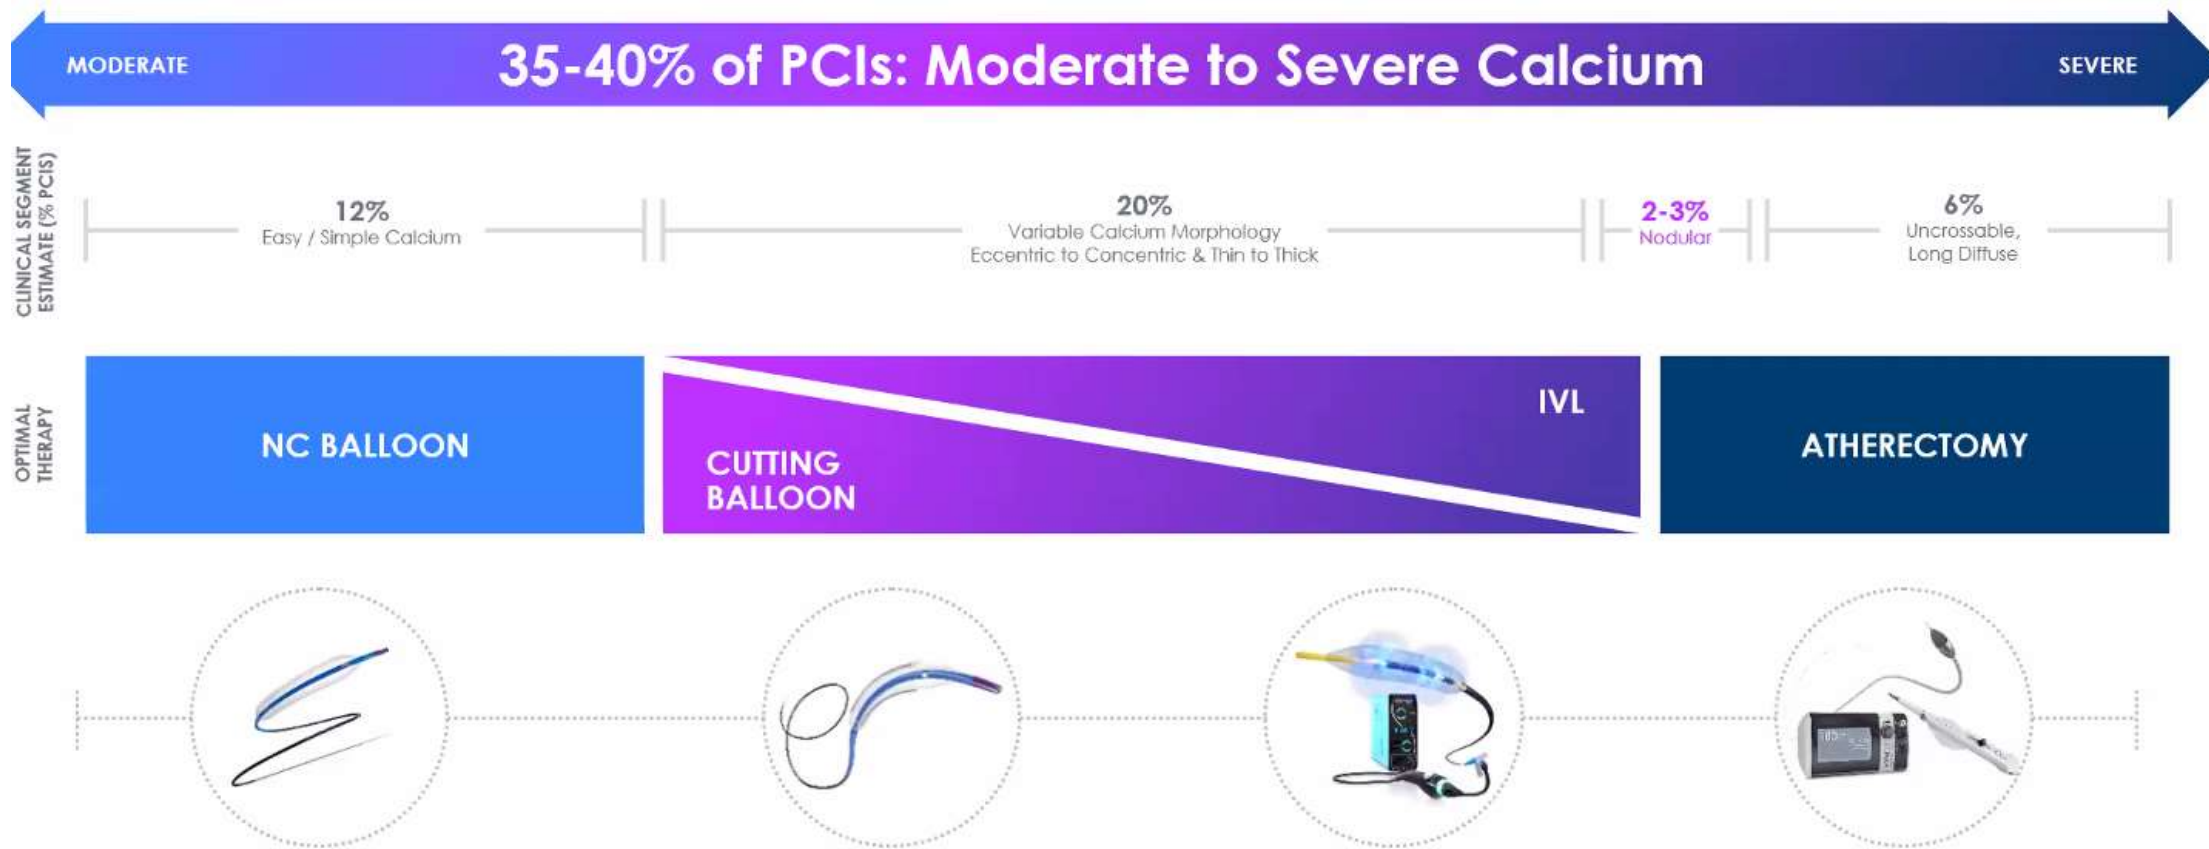 MODERATE
35-40% of PCIs: Moderate to Severe Calcium
SEVERE
CLINICAL SEGMENT
ESTIMATE (% PCIS)
12%
Easy / Simple Calcium
20%
Variable Calcium Morphology
Eccentric to Concentric & Thin to Thick
2-3%
Nodular
6%
Uncrossable,
Long Diffuse
OPTIMAL
THERAPY
NC BALLOON
CUTTING
BALLOON
IVL
ATHERECTOMY